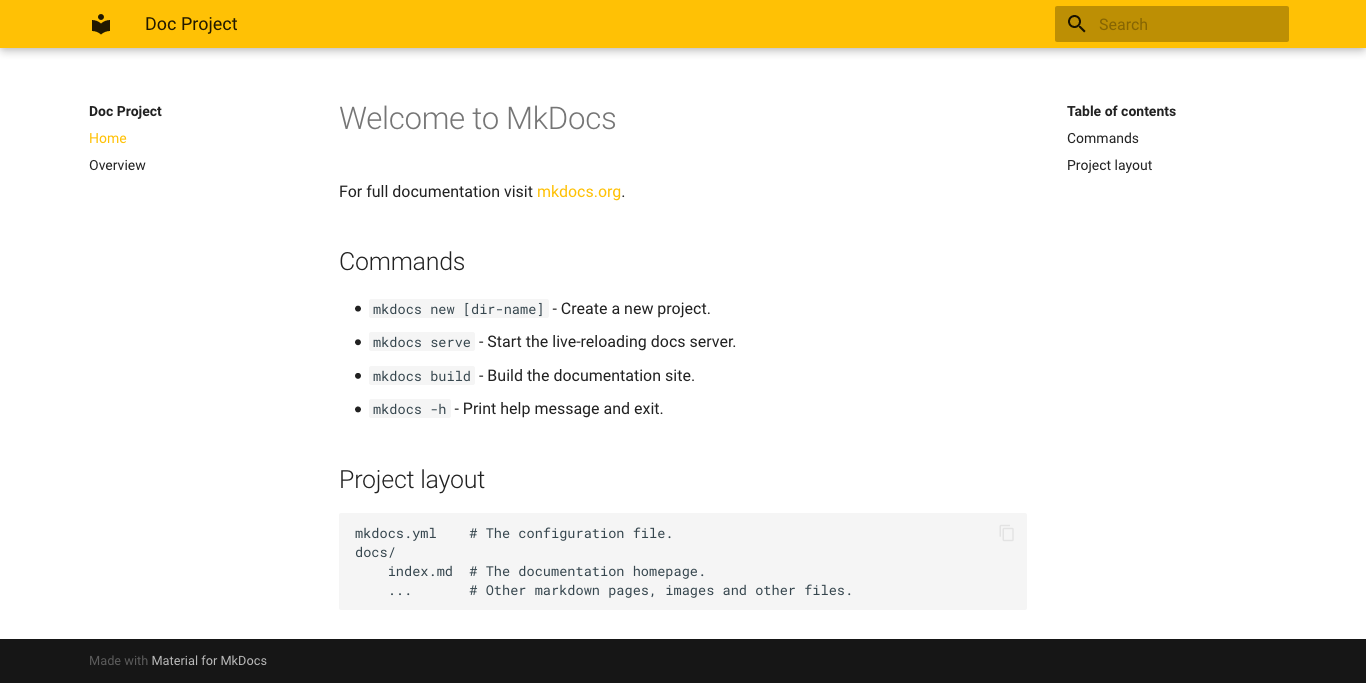 Doc Project
Search
Doc Project
Home
Overview
Welcome to MkDocs
For full documentation visit mkdocs.org.
Commands
• mkdocs new [dir-name] - Create a new project.
• mkdocs serve - Start the live-reloading docs server.
• mkdocs build - Build the documentation site.
• mkdocs -h - Print help message and exit.
Project layout
mkdocs.yml    # The configuration file.
docs/
    index.md  # The documentation homepage.
    ...       # Other markdown pages, images and other files.
Table of contents
Commands
Project layout
Made with Material for MkDocs